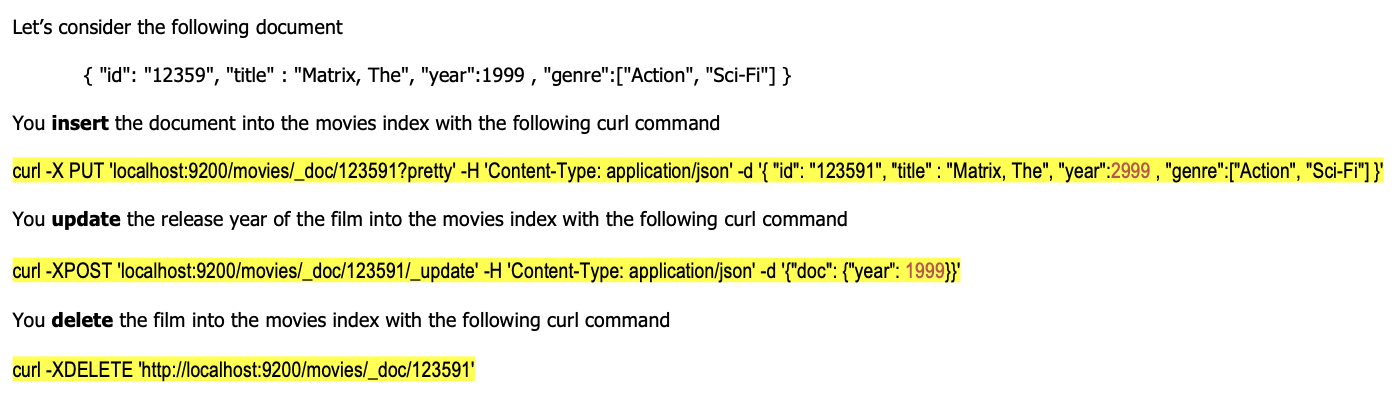 Let’s consider the following document
{ "id": "12359", "title" : "Matrix, The", "year":1999 , "genre":["Action", "Sci-Fi"] }
You insert the document into the movies index with the following curl command
curl -X PUT 'localhost:9200/movies/_doc/123591?pretty' -H 'Content-Type: application/json' -d '{ "id": "123591", "title" : "Matrix, The", "year":2999 , "genre":["Action", "Sci-Fi"] }'
You update the release year of the film into the movies index with the following curl command
curl -XPOST 'localhost:9200/movies/_doc/123591/_update' -H 'Content-Type: application/json' -d '{"doc": {"year": 1999}}'
You delete the film into the movies index with the following curl command
curl -XDELETE 'http://localhost:9200/movies/_doc/123591'